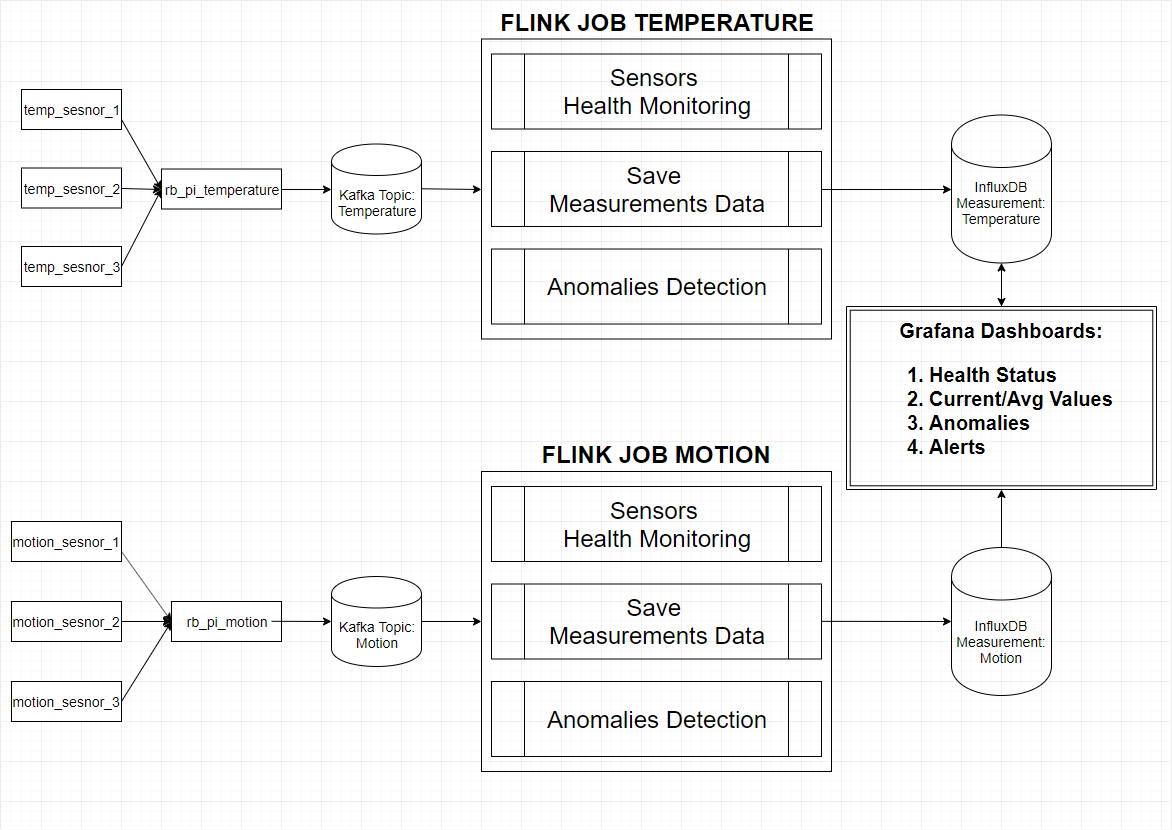 FLINK JOB TEMPERATURE
Sensors
Health Monitoring
temp_sesnor_1
temp_sesnor_2
temp_sesnor_3
rb_pi_temperature
Kafka Topic:
Temperature
Save
Measurements Data
Anomalies Detection
InfluxDB
Measurement:
Temperature
Grafana Dashboards:
1. Health Status
2. Current/Avg Values
3. Anomalies
4. Alerts
FLINK JOB MOTION
Sensors
Health Monitoring
motion_sesnor_1
motion_sesnor_2
motion_sesnor_3
rb_pi_motion
Kafka Topic:
Motion
Save
Measurements Data
Anomalies Detection
InfluxDB
Measurement:
Motion